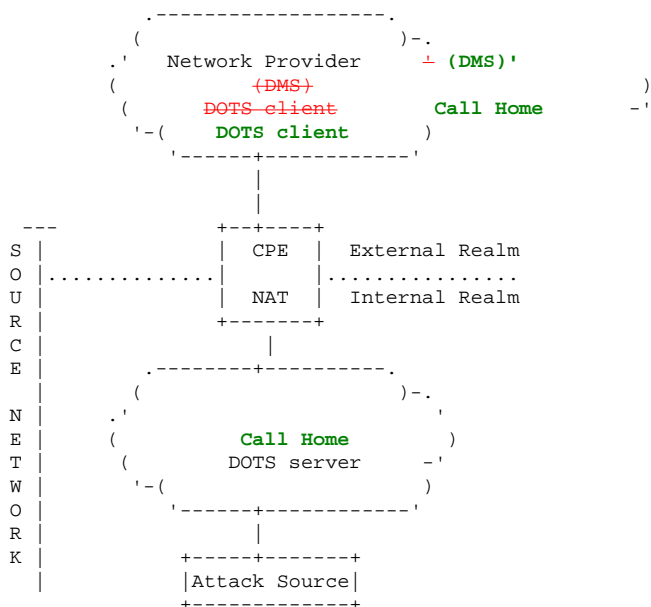 .-------------------.
( )-.
.' Network Provider ' (DMS)'
( (DMS) )
( DOTS client Call Home -'
'-( DOTS client )
'------+------------'
|
|
--- +--+----+
S | | CPE | External Realm
O |..............| |................
U | | NAT | Internal Realm
R | +-------+
C | |
E | .--------+----------.
| ( )-.
N | .' '
E | ( Call Home )
T | ( DOTS server -'
W | '-( )
O | '------+------------'
R | |
K | +-----+-------+
| |Attack Source|
+-------------+